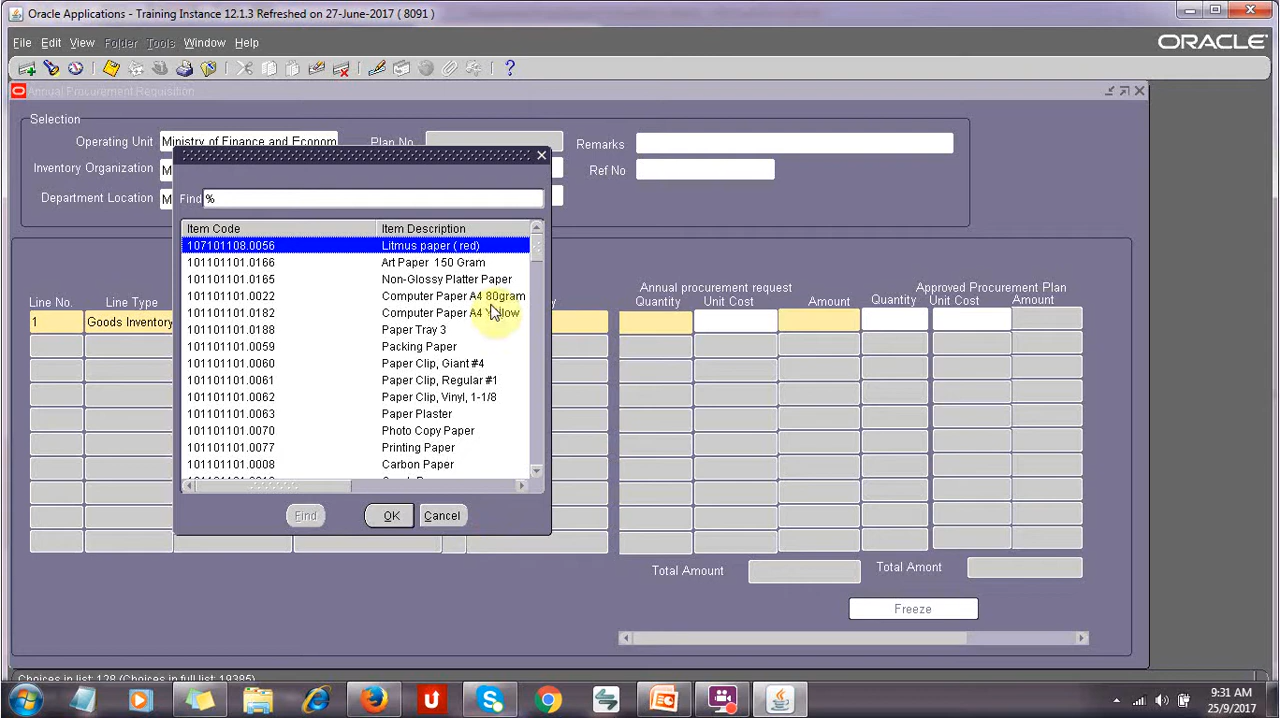 Oracle Applications - Training Instance 12.1.3 Refreshed on 27-June-2017 ( 8091 )
File Edit View Folder Tools Window Help
ORACLE
Annual Procurement Requisition
Selection
Operating Unit Ministry of Finance and Econom Plan No Remarks
Inventory Organization M Ref No
Department Location M
Find %
Item Code Item Description
107101108.0056 Litmus paper ( red)
101101101.0166 Art Paper 150 Gram
101101101.0165 Non-Glossy Platter Paper
101101101.0022 Computer Paper A4 80gram
101101101.0182 Computer Paper A4 Yellow
101101101.0188 Paper Tray 3
101101101.0059 Packing Paper
101101101.0060 Paper Clip, Giant #4
101101101.0061 Paper Clip, Regular #1
101101101.0062 Paper Clip, Vinyl, 1-1/8
101101101.0063 Paper Plaster
101101101.0070 Photo Copy Paper
101101101.0077 Printing Paper
101101101.0008 Carbon Paper
Find OK Cancel
Annual procurement request Approved Procurement Plan
Line No. Line Type Quantity Unit Cost Amount Quantity Unit Cost Amount
1 Goods Inventory
Total Amount Total Amont
Freeze
Choices in list: 128 (Choices in full list: 19385)
9:31 AM
25/9/2017